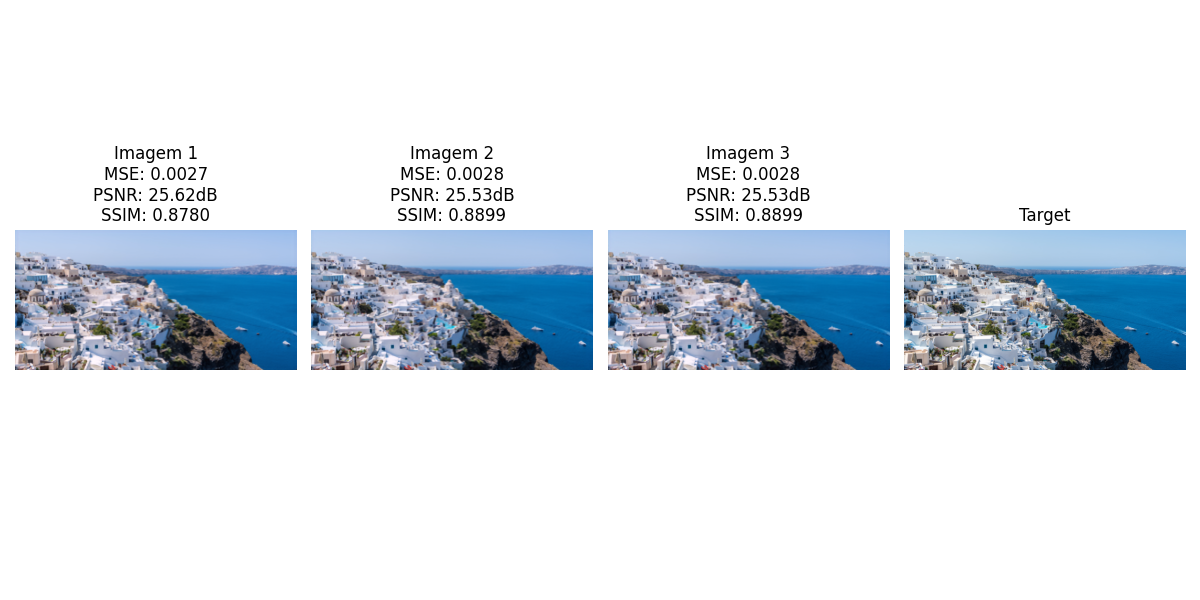 Imagem 1
MSE: 0.0027
PSNR: 25.62dB
SSIM: 0.8780
Imagem 2
MSE: 0.0028
PSNR: 25.53dB
SSIM: 0.8899
Imagem 3
MSE: 0.0028
PSNR: 25.53dB
SSIM: 0.8899
Target